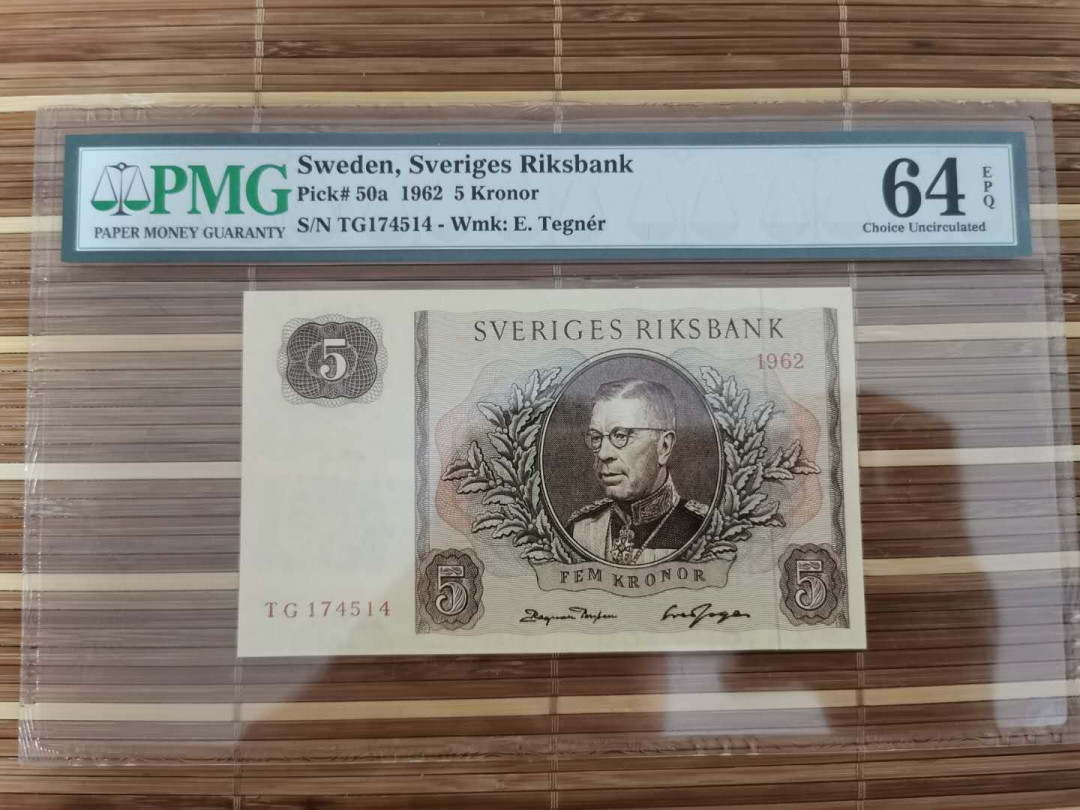 PMG
PAPER MONEY GUARANTY
Sweden, Sveriges Riksbank
Pick# 50a 1962 5 Kronor
S/N TG174514 - Wmk: E. Tegnér
64
EPQ
Choice Uncirculated
5
SVERIGES RIKSBANK
1962
FEM KRONOR
5
5
TG 174514